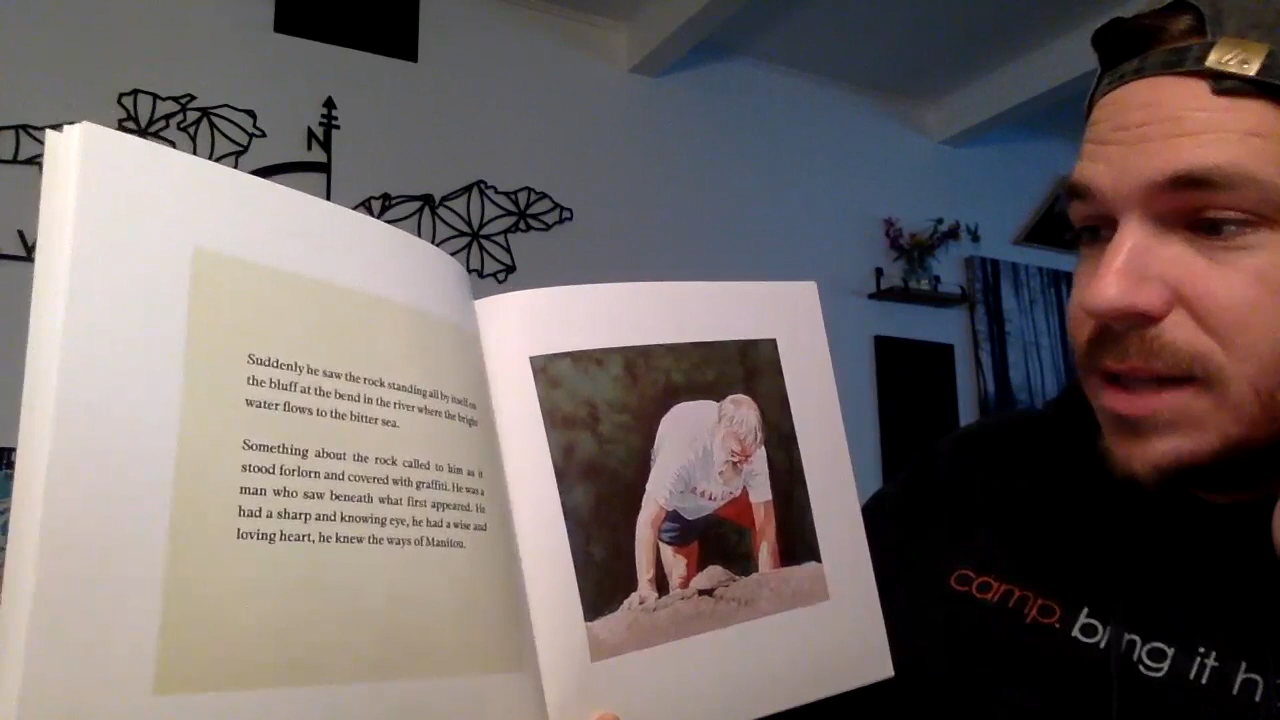 N
Suddenly he saw the rock standing all by itself on
the bluff at the bend in the river where the bright
water flows to the bitter sea.
Something about the rock called to him as it
stood forlorn and covered with graffiti. He was a
man who saw beneath what first appeared. He
had a sharp and knowing eye, he had a wise and
loving heart, he knew the ways of Manitou.
camp. bring it h